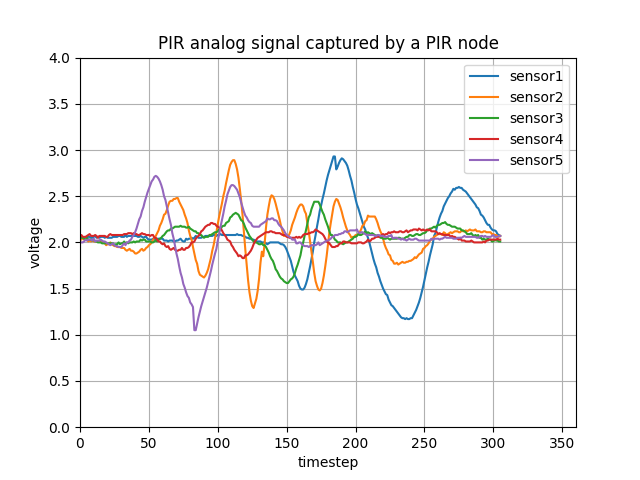 PIR analog signal captured by a PIR node
4.0
3.5
3.0
2.5
2.0
1.5
1.0
0.5
0.0
voltage
sensor1
sensor2
sensor3
sensor4
sensor5
0 50 100 150 200 250 300 350
timestep